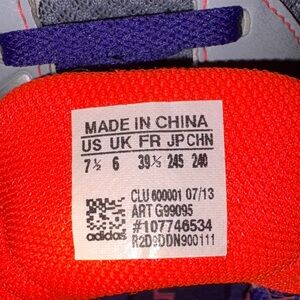 MADE IN CHINA
US UK FR JP CHN
7½ 6 39⅓ 245 240
CLU 600001 07/13
ART G99095
#107746534
adidas R2D9DDN900111